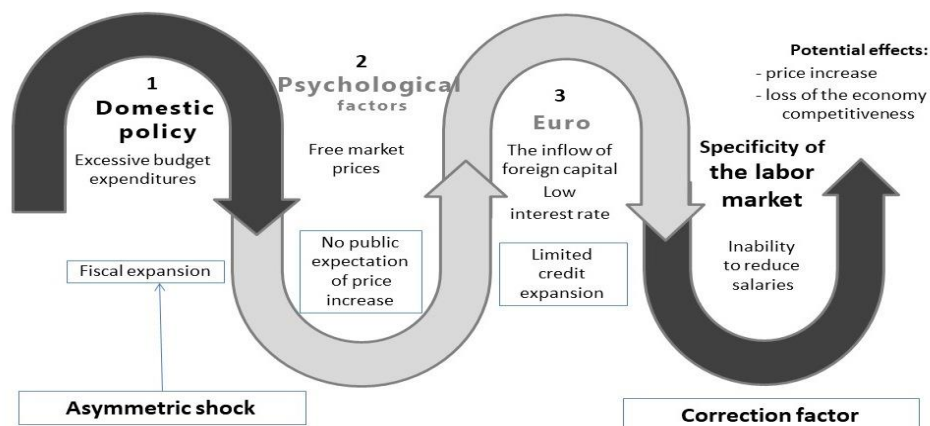 1
Domestic
policy
Excessive budget
expenditures
Fiscal expansion
Asymmetric shock
2
Psychological
factors
Free market
prices
No public
expectation
of price
increase
3
Euro
The inflow of
foreign capital
Low
interest rate
Limited
credit
expansion
Specificity of
the labor
market
Inability
to reduce
salaries
Potential effects:
- price increase
- loss of the economy
competitiveness
Correction factor